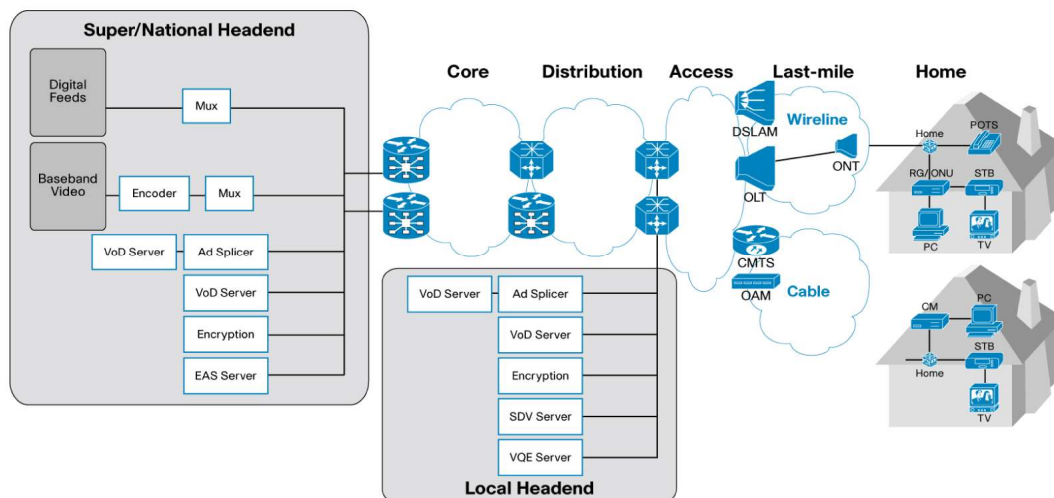 Super/National Headend
Digital
Feeds
Mux
Baseband
Video
Encoder
Mux
VoD Server
Ad Splicer
VoD Server
Encryption
EAS Server
Core
Distribution
Access
Last-mile
Home
DSLAM
Wireline
OLT
ONT
CMTS
OAM
Cable
Home
POTS
RG/ONU
STB
PC
TV
CM
PC
STB
Home
TV
VoD Server
Ad Splicer
VoD Server
Encryption
SDV Server
VQE Server
Local Headend